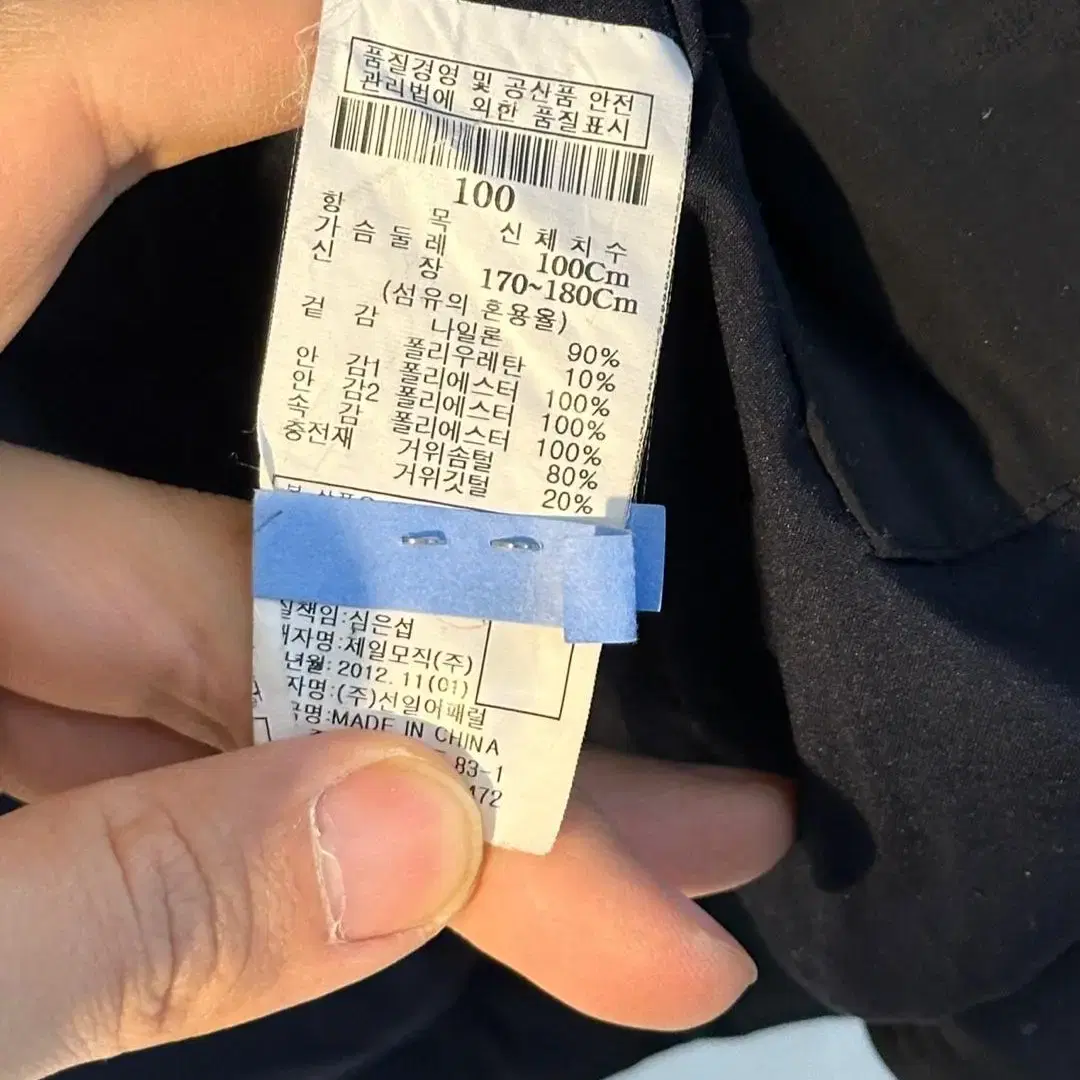 품질경영 및 공산품 안전
관리법에 의한 품질표시
100
항 목 신체치수
가슴둘레 100Cm
신 장 170~180Cm
(섬유의 혼용율)
겉 감 나일론 90%
폴리우레탄 10%
안 감1 폴리에스터 100%
안 감2 폴리에스터 100%
속 감 폴리에스터 100%
충전재 거위솜털 80%
거위깃털 20%
질책임:심은섭
자명:제일모직(주)
년월:2012.11(01)
자명:(주)선일어패럴
명:MADE IN CHINA
83-1
472